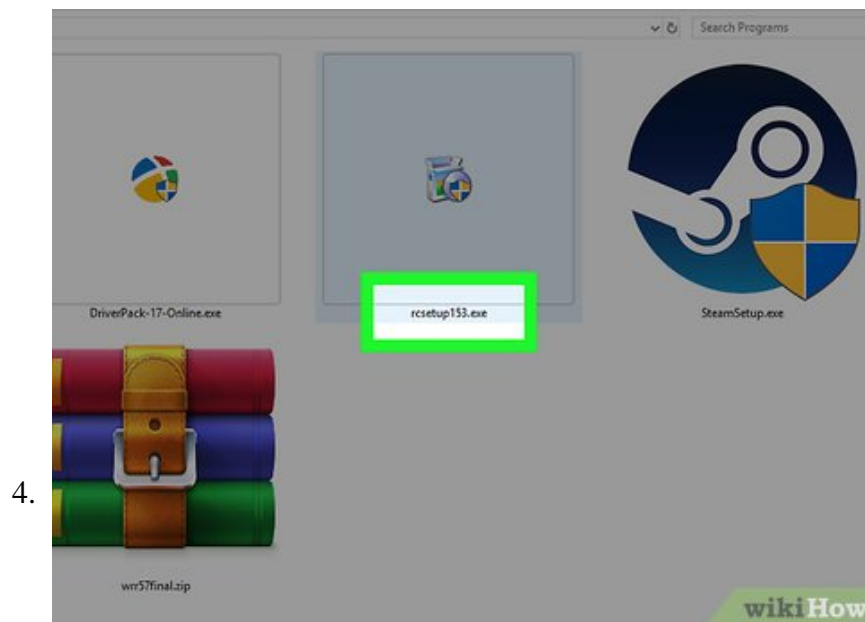 Search Programs
DriverPack-17-Online.exe
rcsetup153.exe
SteamSetup.exe
4.
wrr57final.zip
wikiHow